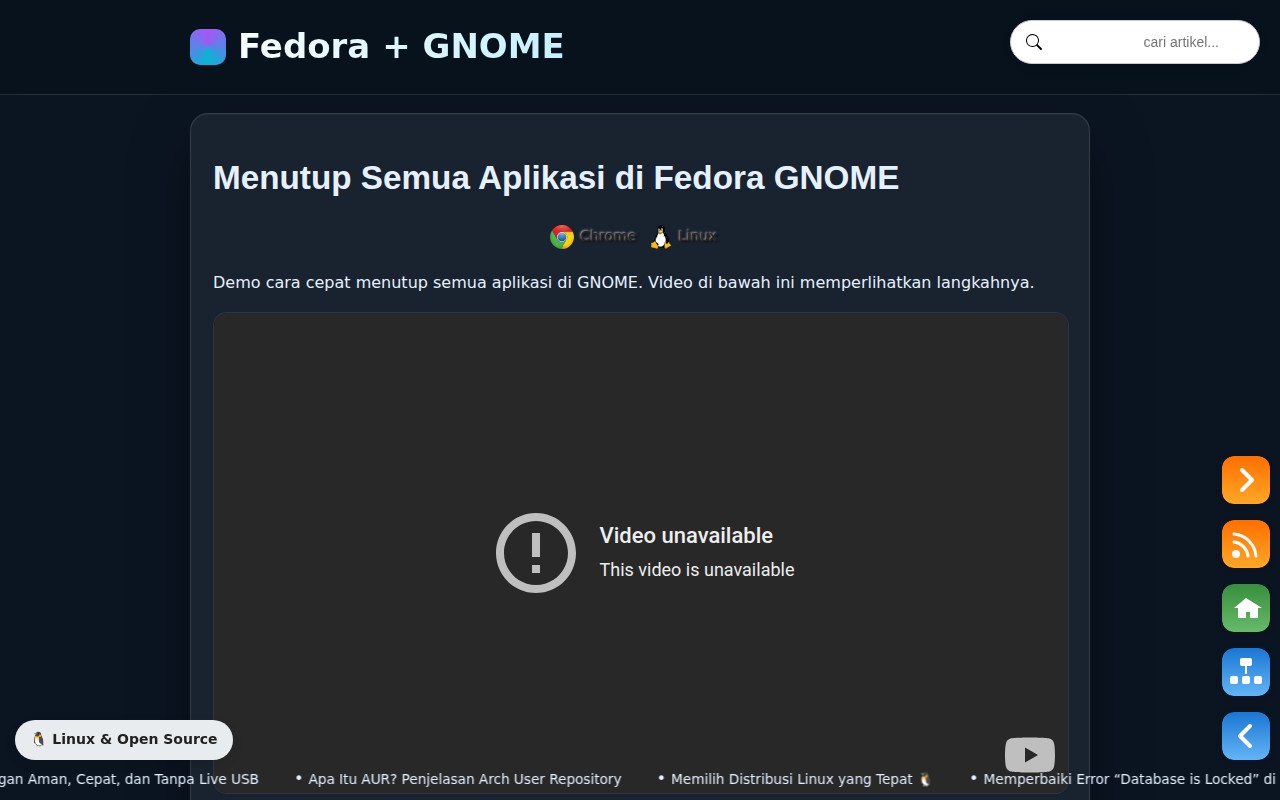 Fedora + GNOME
cari artikel...
Menutup Semua Aplikasi di Fedora GNOME
Chrome Linux
Demo cara cepat menutup semua aplikasi di GNOME. Video di bawah ini memperlihatkan langkahnya.
Video unavailable
This video is unavailable
🐧 Linux & Open Source
gan Aman, Cepat, dan Tanpa Live USB • Apa Itu AUR? Penjelasan Arch User Repository • Memilih Distribusi Linux yang Tepat 🐧 • Memperbaiki Error “Database is Locked” di